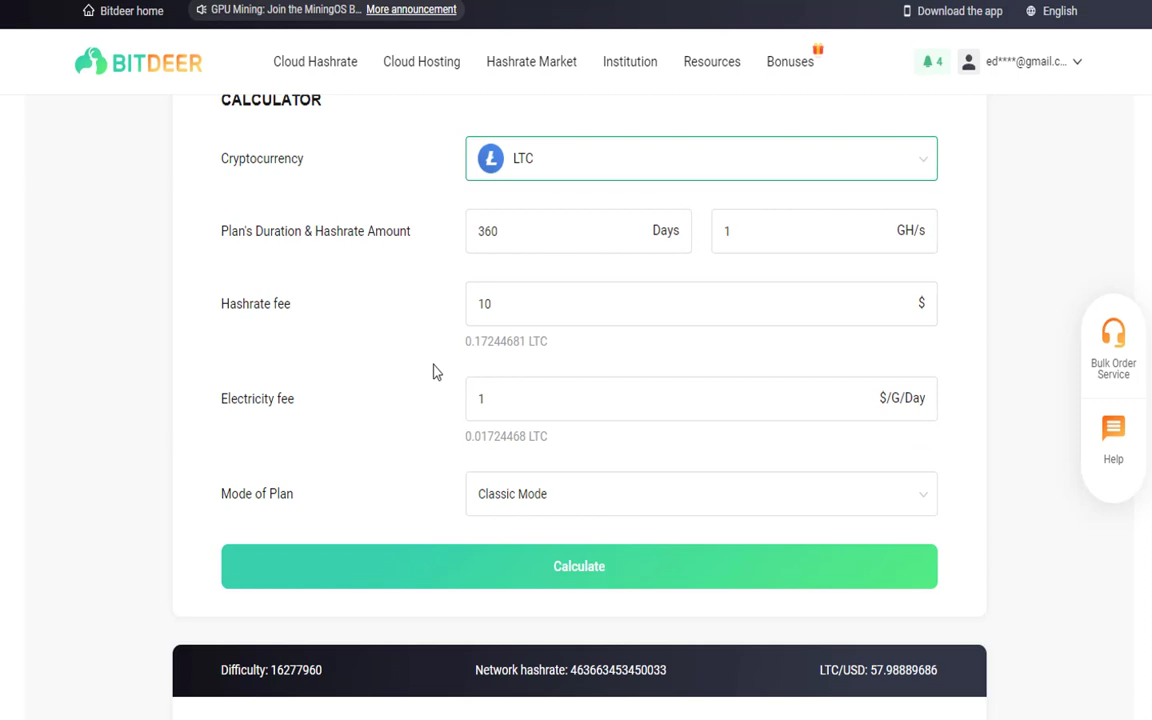 Bitdeer home
GPU Mining: Join the MiningOS B... More announcement
Download the app
English
BITDEER
Cloud Hashrate
Cloud Hosting
Hashrate Market
Institution
Resources
Bonuses
4
ed****@gmail.c...
CALCULATOR
Cryptocurrency
LTC
Plan's Duration & Hashrate Amount
360 Days
1 GH/s
Hashrate fee
10 $
0.17244681 LTC
Electricity fee
1 $/G/Day
0.01724468 LTC
Mode of Plan
Classic Mode
Calculate
Bulk Order
Service
Help
Difficulty: 16277960
Network hashrate: 463663453450033
LTC/USD: 57.98889686